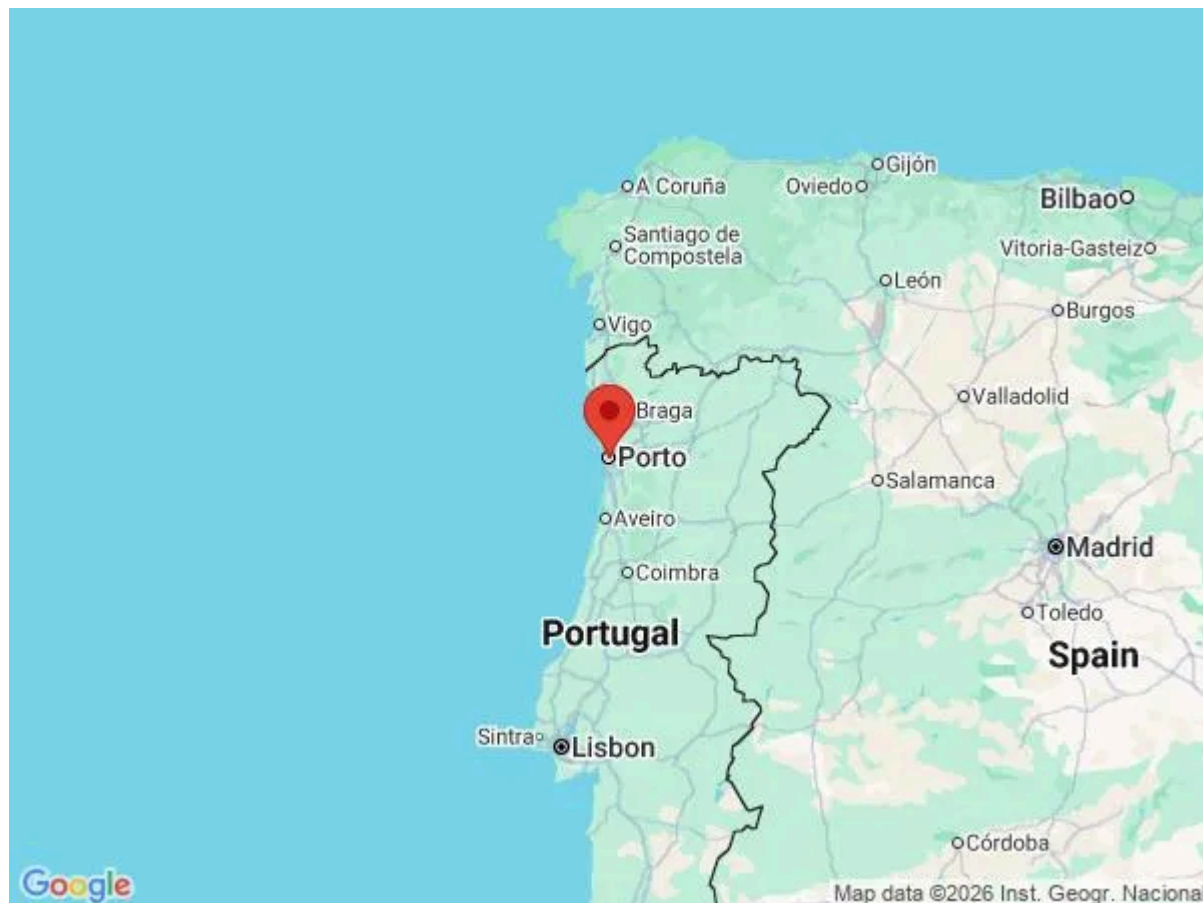 Gijón
A Coruña
Oviedo
Bilbao
Santiago de
Compostela
Vitoria-Gasteiz
León
Burgos
Vigo
Valladolid
Braga
Porto
Salamanca
Aveiro
Madrid
Coimbra
Toledo
Portugal
Spain
Sintra
Lisbon
Córdoba
Google
Map data ©2026 Inst. Geogr. Nacional